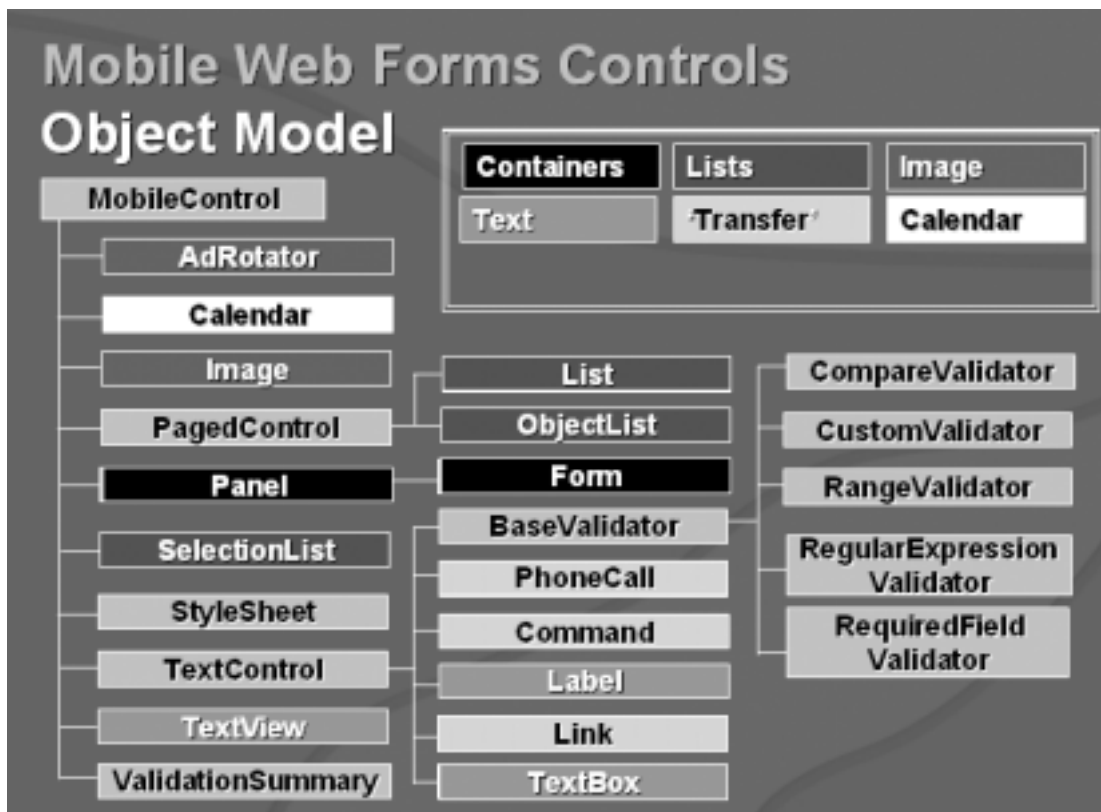 Mobile Web Forms Controls
Object Model
Containers
Lists
Image
Text
'Transfer'
Calendar
MobileControl
AdRotator
Calendar
Image
PagedControl
Panel
SelectionList
StyleSheet
TextControl
TextView
ValidationSummary
List
ObjectList
Form
BaseValidator
PhoneCall
Command
Label
Link
TextBox
CompareValidator
CustomValidator
RangeValidator
RegularExpression
Validator
RequiredField
Validator